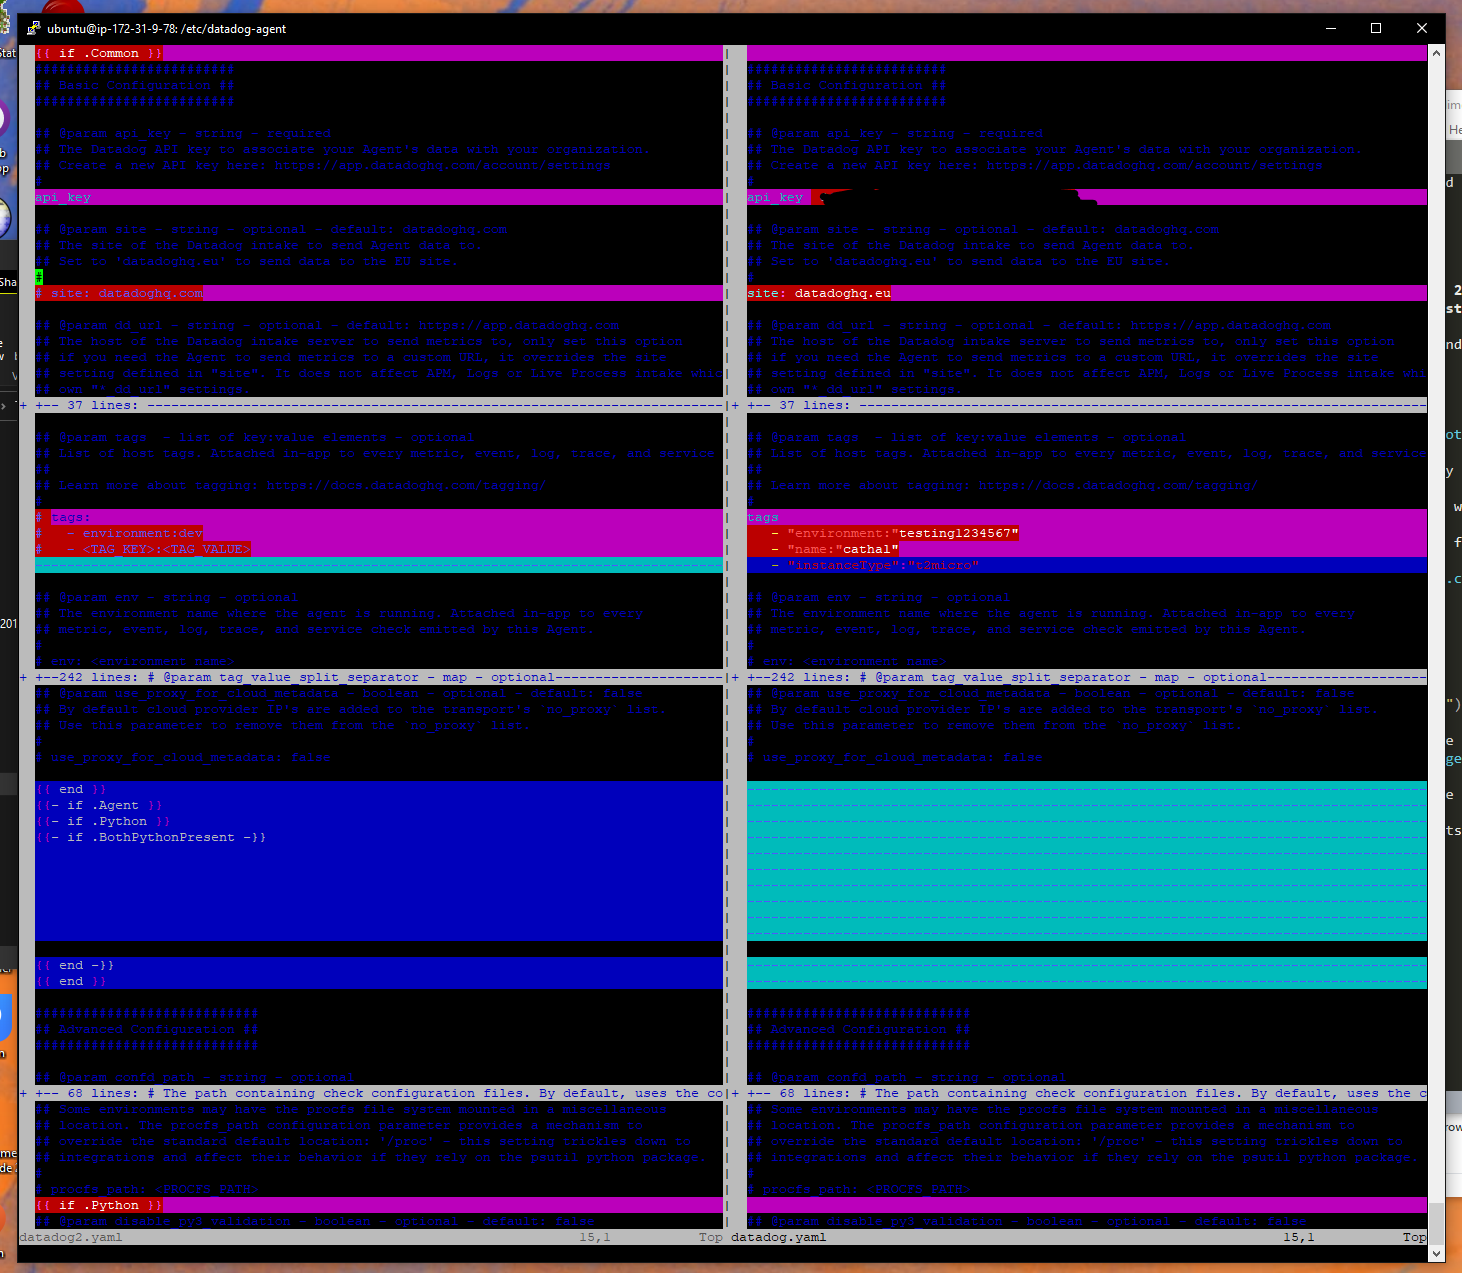 ubuntu@ip-172-31-9-78: /etc/datadog-agent
{{ if .Common }}
#########################
## Basic Configuration ##
#########################
## @param api_key - string - required
## The Datadog API key to associate your Agent's data with your organization.
## Create a new API key here: https://app.datadoghq.com/account/settings
#
api_key
## @param site - string - optional - default: datadoghq.com
## The site of the Datadog intake to send Agent data to.
## Set to 'datadoghq.eu' to send data to the EU site.
#
# site: datadoghq.com
## @param dd_url - string - optional - default: https://app.datadoghq.com
## The host of the Datadog intake server to send metrics to, only set this option
## if you need the Agent to send metrics to a custom URL, it overrides the site
## setting defined in "site". It does not affect APM, Logs or Live Process intake whic
## own "*_dd_url" settings.
+ +-- 37 lines: ------------------------------------------------------------------------
## @param tags  - list of key:value elements - optional
## List of host tags. Attached in-app to every metric, event, log, trace, and service
##
## Learn more about tagging: https://docs.datadoghq.com/tagging/
#
# tags:
#   - environment:dev
#   - <TAG_KEY>:<TAG_VALUE>
## @param env - string - optional
## The environment name where the agent is running. Attached in-app to every
## metric, event, log, trace, and service check emitted by this Agent.
#
# env: <environment name>
+ +--242 lines: # @param tag_value_split_separator - map - optional---------------------
## @param use_proxy_for_cloud_metadata - boolean - optional - default: false
## By default cloud provider IP's are added to the transport's `no_proxy` list.
## Use this parameter to remove them from the `no_proxy` list.
#
# use_proxy_for_cloud_metadata: false
{{ end }}
{{- if .Agent }}
{{- if .Python }}
{{- if .BothPythonPresent -}}
{{ end -}}
{{ end }}
############################
## Advanced Configuration ##
############################
## @param confd_path - string - optional
+ +-- 68 lines: # The path containing check configuration files. By default, uses the co
## Some environments may have the procfs file system mounted in a miscellaneous
## location. The procfs_path configuration parameter provides a mechanism to
## override the standard default location: '/proc' - this setting trickles down to
## integrations and affect their behavior if they rely on the psutil python package.
#
# procfs_path: <PROCFS_PATH>
{{ if .Python }}
## @param disable_py3_validation - boolean - optional - default: false
datadog2.yaml 15,1 Top
#########################
## Basic Configuration ##
#########################
## @param api_key - string - required
## The Datadog API key to associate your Agent's data with your organization.
## Create a new API key here: https://app.datadoghq.com/account/settings
#
api_key
## @param site - string - optional - default: datadoghq.com
## The site of the Datadog intake to send Agent data to.
## Set to 'datadoghq.eu' to send data to the EU site.
#
site: datadoghq.eu
## @param dd_url - string - optional - default: https://app.datadoghq.com
## The host of the Datadog intake server to send metrics to, only set this option
## if you need the Agent to send metrics to a custom URL, it overrides the site
## setting defined in "site". It does not affect APM, Logs or Live Process intake whic
## own "*_dd_url" settings.
+ +-- 37 lines: ------------------------------------------------------------------------
## @param tags  - list of key:value elements - optional
## List of host tags. Attached in-app to every metric, event, log, trace, and service
##
## Learn more about tagging: https://docs.datadoghq.com/tagging/
#
tags
   - "environment:"testing1234567"
   - "name:"cathal"
   - "instanceType":"t2micro"
## @param env - string - optional
## The environment name where the agent is running. Attached in-app to every
## metric, event, log, trace, and service check emitted by this Agent.
#
# env: <environment name>
+ +--242 lines: # @param tag_value_split_separator - map - optional--------------------
## @param use_proxy_for_cloud_metadata - boolean - optional - default: false
## By default cloud provider IP's are added to the transport's `no_proxy` list.
## Use this parameter to remove them from the `no_proxy` list.
#
# use_proxy_for_cloud_metadata: false
############################
## Advanced Configuration ##
############################
## @param confd_path - string - optional
+ +-- 68 lines: # The path containing check configuration files. By default, uses the c
## Some environments may have the procfs file system mounted in a miscellaneous
## location. The procfs_path configuration parameter provides a mechanism to
## override the standard default location: '/proc' - this setting trickles down to
## integrations and affect their behavior if they rely on the psutil python package.
#
# procfs_path: <PROCFS_PATH>
## @param disable_py3_validation - boolean - optional - default: false
datadog.yaml 15,1 Top